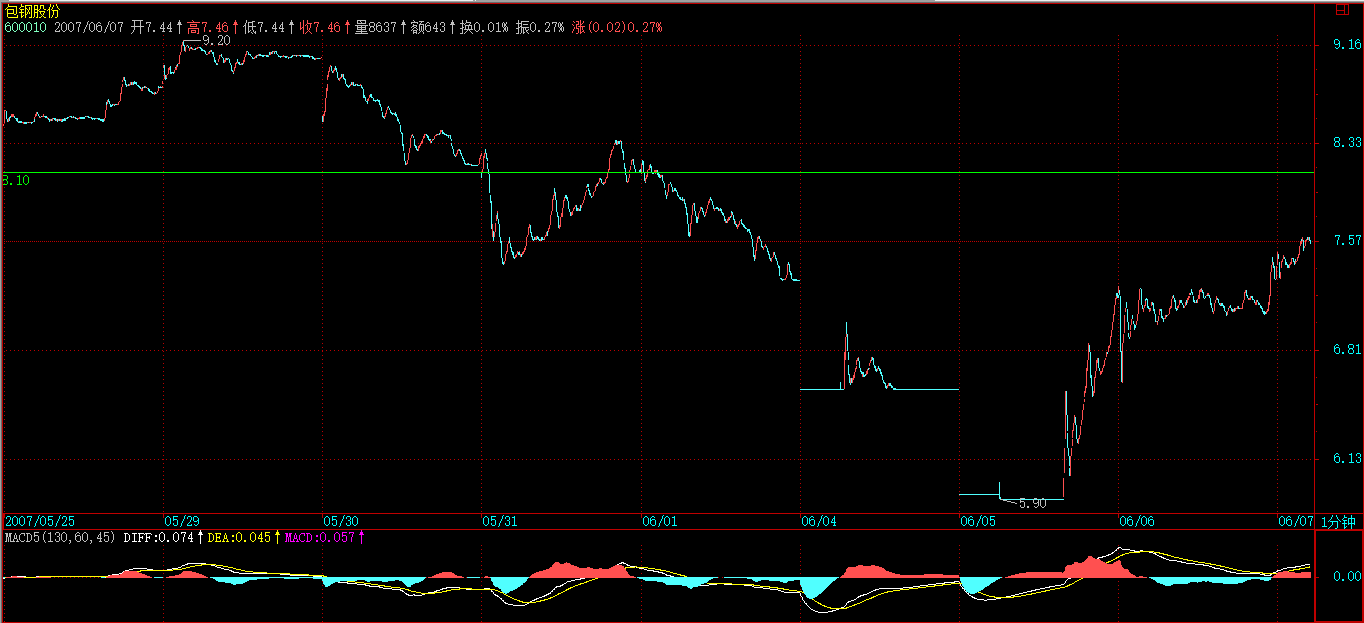 包钢股份
日
600010 2007/06/07 开7.44↑高7.46↑低7.44↑收7.46↑量8637↑额643↑换0.01% 振0.27% 涨(0.02)0.27%
9.20
9.16
8.33
8.10
7.57
6.81
6.13
5.90
2007/05/25 05/29 05/30 05/31 06/01 06/04 06/05 06/06 06/07 1分钟
MACD5(130,60,45) DIFF:0.074↑ DEA:0.045↑ MACD:0.057↑
0.00